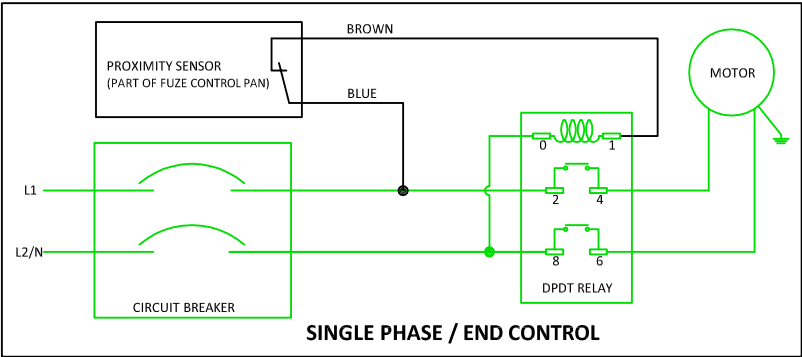 BROWN
PROXIMITY SENSOR
(PART OF FUZE CONTROL PAN)
MOTOR
BLUE
0
1
L1
2
4
L2/N
8
6
DPDT RELAY
CIRCUIT BREAKER
SINGLE PHASE / END CONTROL